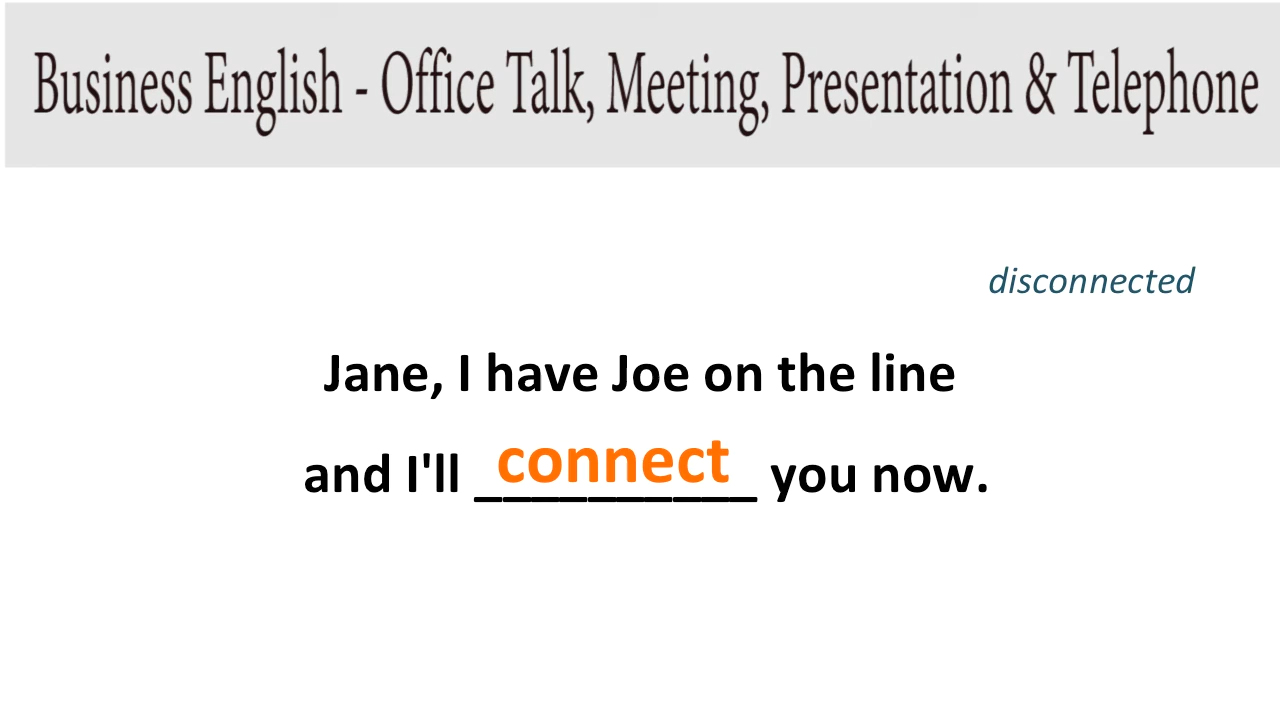 Business English - Office Talk, Meeting, Presentation & Telephone
disconnected
Jane, I have Joe on the line
and I'll __________ you now.
connect